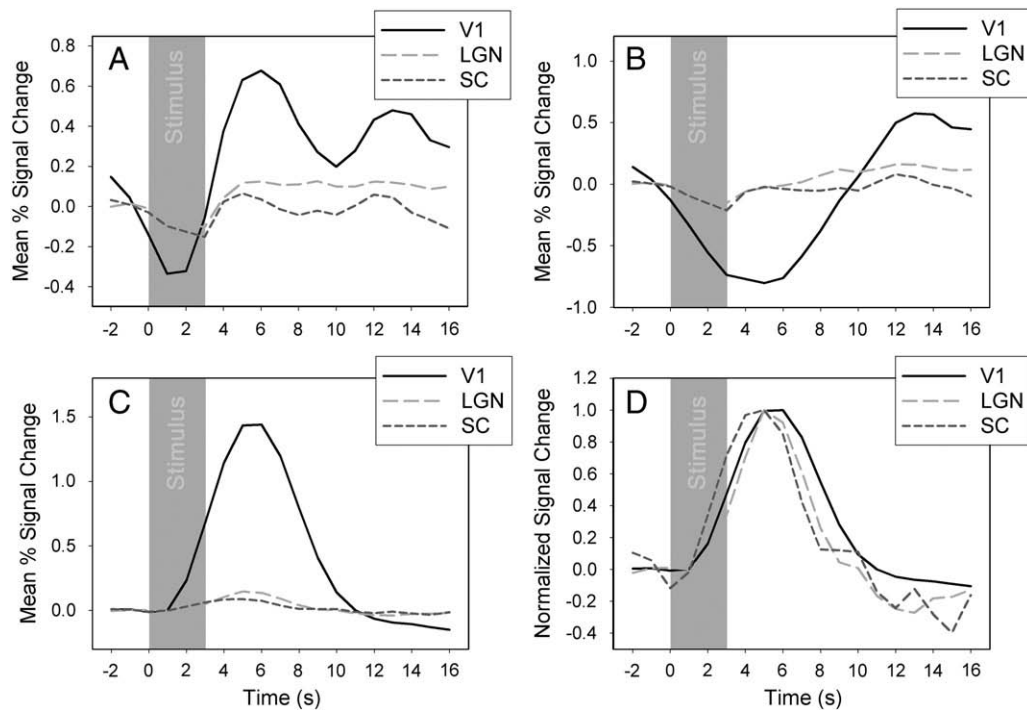 A
Stimulus
V1
LGN
SC
Mean % Signal Change
0.8
0.6
0.4
0.2
0.0
-0.2
-0.4
-2 0 2 4 6 8 10 12 14 16
B
Stimulus
V1
LGN
SC
Mean % Signal Change
1.0
0.5
0.0
-0.5
-1.0
-2 0 2 4 6 8 10 12 14 16
C
Stimulus
V1
LGN
SC
Mean % Signal Change
1.5
1.0
0.5
0.0
-2 0 2 4 6 8 10 12 14 16
Time (s)
D
Stimulus
V1
LGN
SC
Normalized Signal Change
1.2
1.0
0.8
0.6
0.4
0.2
0.0
-0.2
-0.4
-2 0 2 4 6 8 10 12 14 16
Time (s)